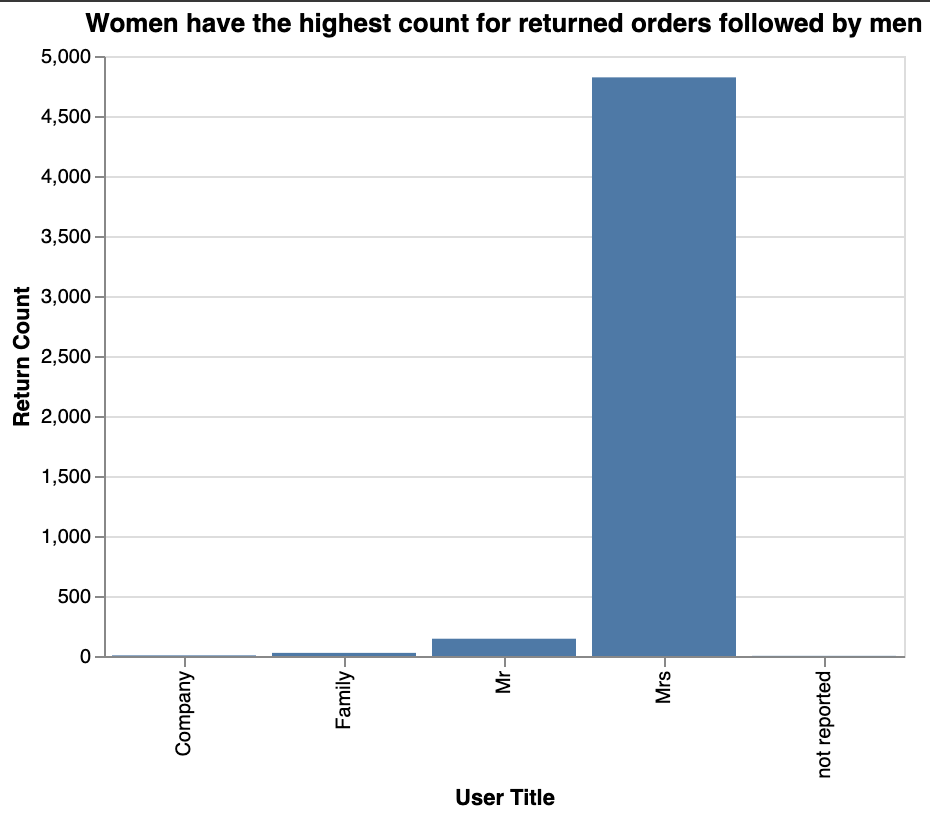 Women have the highest count for returned orders followed by men
5,000
4,500
4,000
3,500
3,000
2,500
2,000
1,500
1,000
500
0
Return Count
Company
Family
Mr
Mrs
not reported
User Title